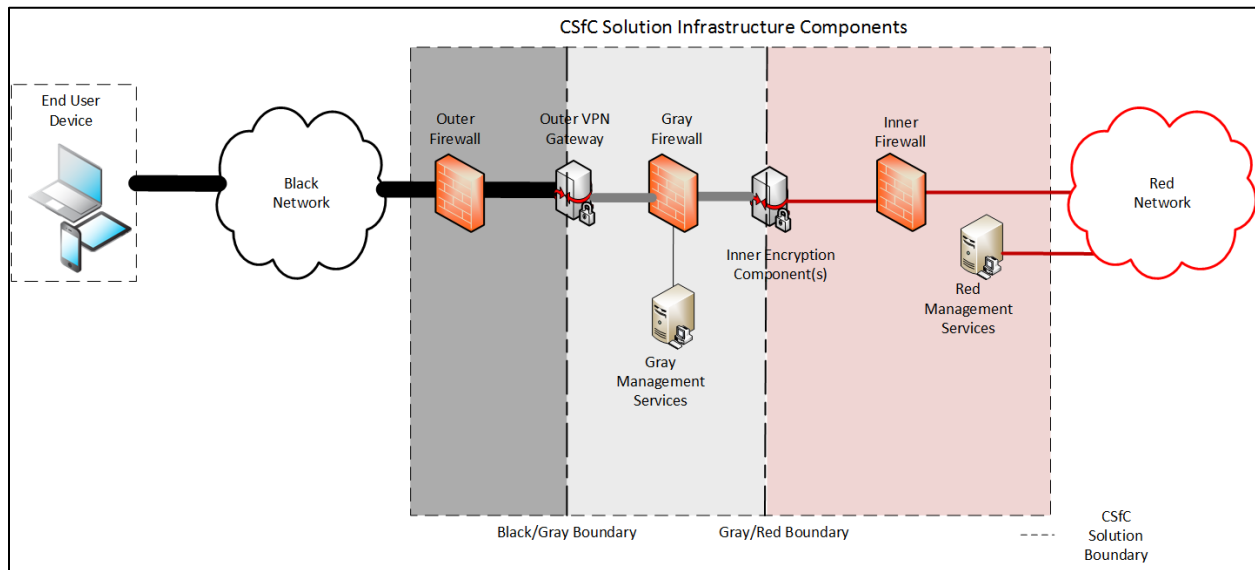 CSfC Solution Infrastructure Components
End User
Device
Black
Network
Outer
Firewall
Outer VPN
Gateway
Gray
Firewall
Gray
Management
Services
Inner Encryption
Component(s)
Inner
Firewall
Red
Management
Services
Red
Network
Black/Gray Boundary
Gray/Red Boundary
CSfC
Solution
Boundary